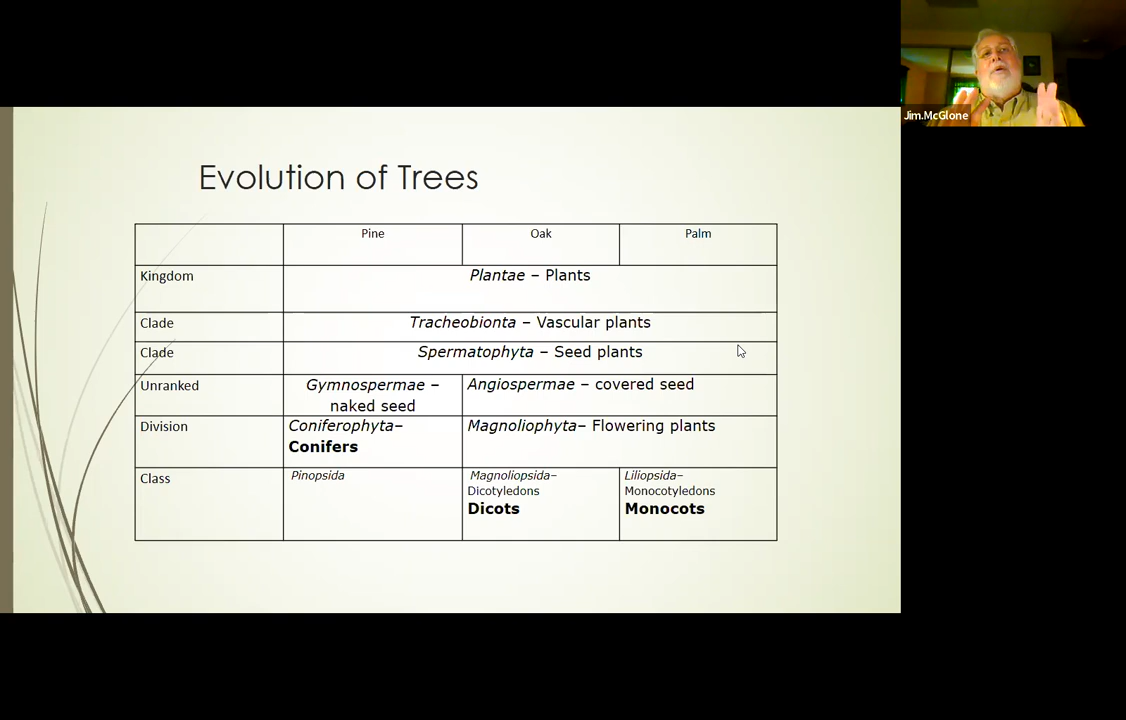 Jim.McGlone
Evolution of Trees
Pine
Oak
Palm
Kingdom
Plantae – Plants
Clade
Tracheobionta – Vascular plants
Clade
Spermatophyta – Seed plants
Unranked
Gymnospermae –
naked seed
Angiospermae – covered seed
Division
Coniferophyta–
Conifers
Magnoliophyta– Flowering plants
Class
Pinopsida
Magnoliopsida–
Dicotyledons
Dicots
Liliopsida–
Monocotyledons
Monocots